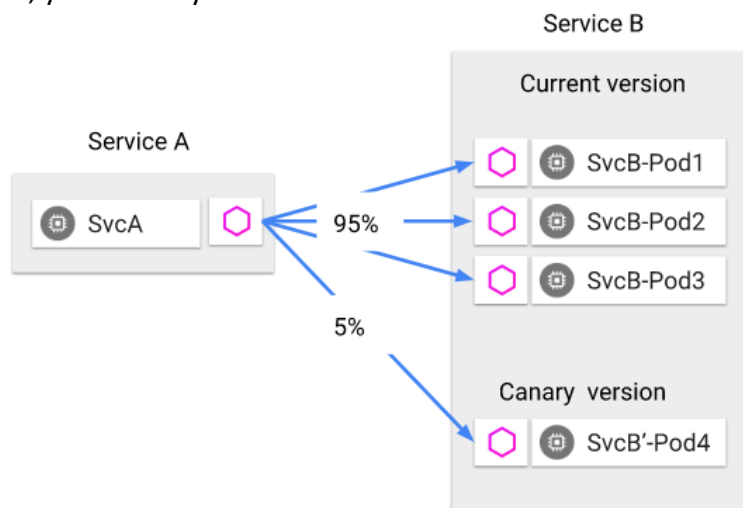 Service B
Current version
Service A
SvcB-Pod1
SvcA
95%
SvcB-Pod2
SvcB-Pod3
5%
Canary version
SvcB’-Pod4